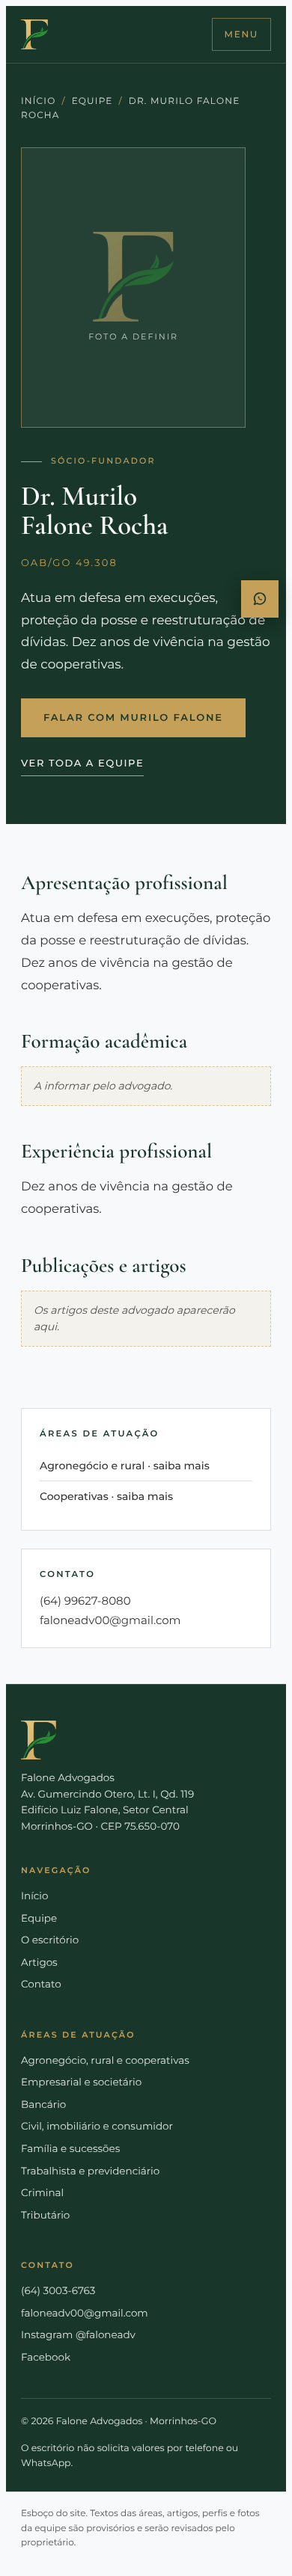 F
MENU
INÍCIO / EQUIPE / DR. MURILO FALONE
ROCHA
F
FOTO A DEFINIR
SÓCIO-FUNDADOR
Dr. Murilo
Falone Rocha
OAB/GO 49.308
Atua em defesa em execuções,
proteção da posse e reestruturação de
dívidas. Dez anos de vivência na gestão
de cooperativas.
FALAR COM MURILO FALONE
VER TODA A EQUIPE
Apresentação profissional
Atua em defesa em execuções, proteção
da posse e reestruturação de dívidas.
Dez anos de vivência na gestão de
cooperativas.
Formação acadêmica
A informar pelo advogado.
Experiência profissional
Dez anos de vivência na gestão de
cooperativas.
Publicações e artigos
Os artigos deste advogado aparecerão
aqui.
ÁREAS DE ATUAÇÃO
Agronegócio e rural · saiba mais
Cooperativas · saiba mais
CONTATO
(64) 99627-8080
faloneadv00@gmail.com
F
Falone Advogados
Av. Gumercindo Otero, Lt. I, Qd. 119
Edifício Luiz Falone, Setor Central
Morrinhos-GO · CEP 75.650-070
NAVEGAÇÃO
Início
Equipe
O escritório
Artigos
Contato
ÁREAS DE ATUAÇÃO
Agronegócio, rural e cooperativas
Empresarial e societário
Bancário
Civil, imobiliário e consumidor
Família e sucessões
Trabalhista e previdenciário
Criminal
Tributário
CONTATO
(64) 3003-6763
faloneadv00@gmail.com
Instagram @faloneadv
Facebook
© 2026 Falone Advogados · Morrinhos-GO
O escritório não solicita valores por telefone ou
WhatsApp.
Esboço do site. Textos das áreas, artigos, perfis e fotos
da equipe são provisórios e serão revisados pelo
proprietário.